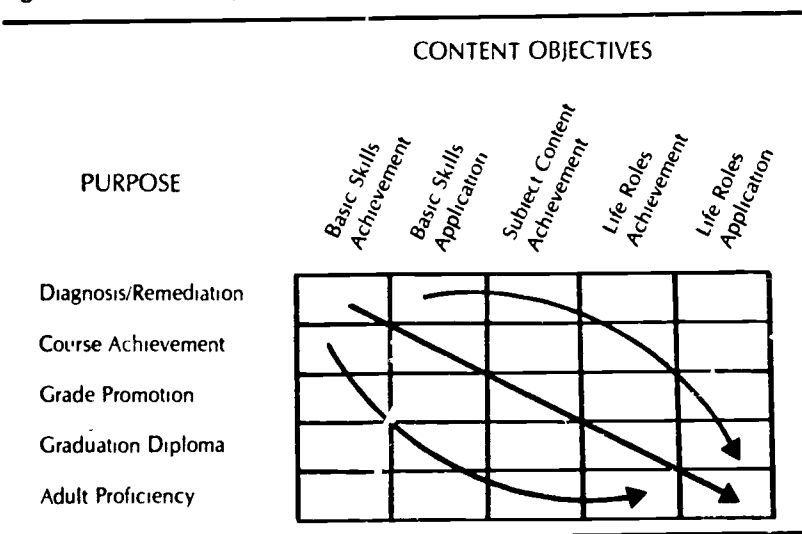 CONTENT OBJECTIVES
PURPOSE
Basic Skills
Achievement
Basic Skills
Application
Subject Content
Achievement
Life Roles
Achievement
Life Roles
Application
Diagnosis/Remediation
Course Achievement
Grade Promotion
Graduation Diploma
Adult Proficiency